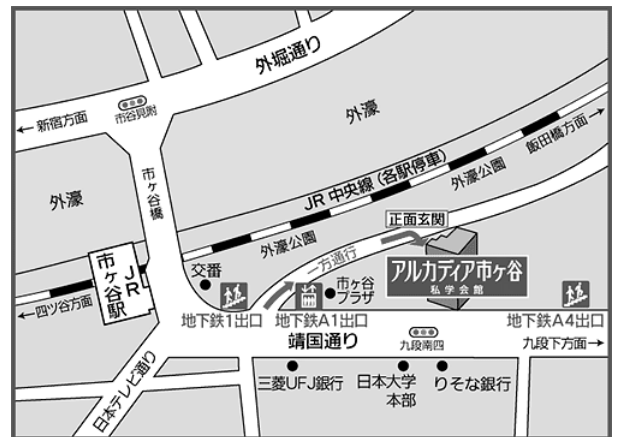 外堀通り
←新宿方面
市谷見附
外濠
飯田橋方面→
市ヶ谷橋
JR中央線(各駅停車)
外濠公園
外濠
正面玄関
外濠公園
一方通行
交番
JR
市ヶ谷駅
市ヶ谷
プラザ
アルカディア市ヶ谷
私学会館
←四ツ谷方面
地下鉄1出口
地下鉄A1出口
地下鉄A4出口
靖国通り
九段南四
九段下方面→
日本テレビ通り
三菱UFJ銀行
日本大学
本部
りそな銀行